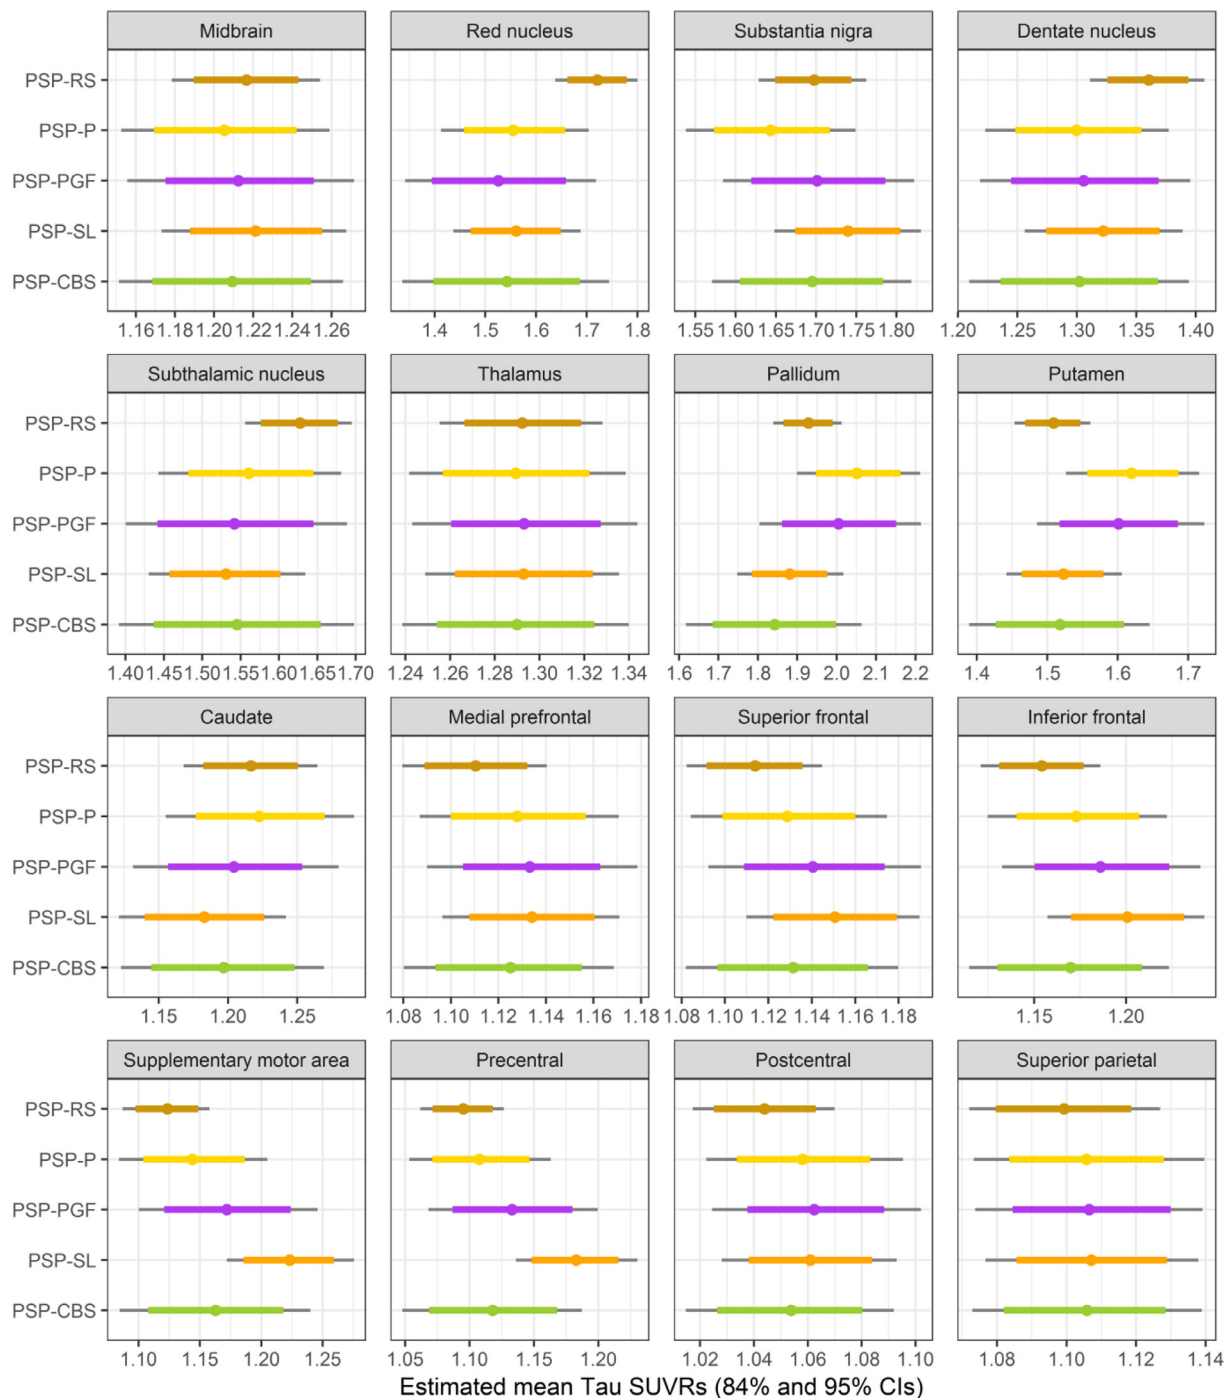 Midbrain Red nucleus Substantia nigra Dentate nucleus
PSP-RS
PSP-P
PSP-PGF
PSP-SL
PSP-CBS
1.16 1.18 1.20 1.22 1.24 1.26 1.4 1.5 1.6 1.7 1.8 1.55 1.60 1.65 1.70 1.75 1.80 1.20 1.25 1.30 1.35 1.40
Subthalamic nucleus Thalamus Pallidum Putamen
PSP-RS
PSP-P
PSP-PGF
PSP-SL
PSP-CBS
1.40 1.45 1.50 1.55 1.60 1.65 1.70 1.24 1.26 1.28 1.30 1.32 1.34 1.6 1.7 1.8 1.9 2.0 2.1 2.2 1.4 1.5 1.6 1.7
Caudate Medial prefrontal Superior frontal Inferior frontal
PSP-RS
PSP-P
PSP-PGF
PSP-SL
PSP-CBS
1.15 1.20 1.25 1.08 1.10 1.12 1.14 1.16 1.18 1.08 1.10 1.12 1.14 1.16 1.18 1.15 1.20
Supplementary motor area Precentral Postcentral Superior parietal
PSP-RS
PSP-P
PSP-PGF
PSP-SL
PSP-CBS
1.10 1.15 1.20 1.25 1.05 1.10 1.15 1.20 1.02 1.04 1.06 1.08 1.10 1.08 1.10 1.12 1.14
Estimated mean Tau SUVRs (84% and 95% CIs)